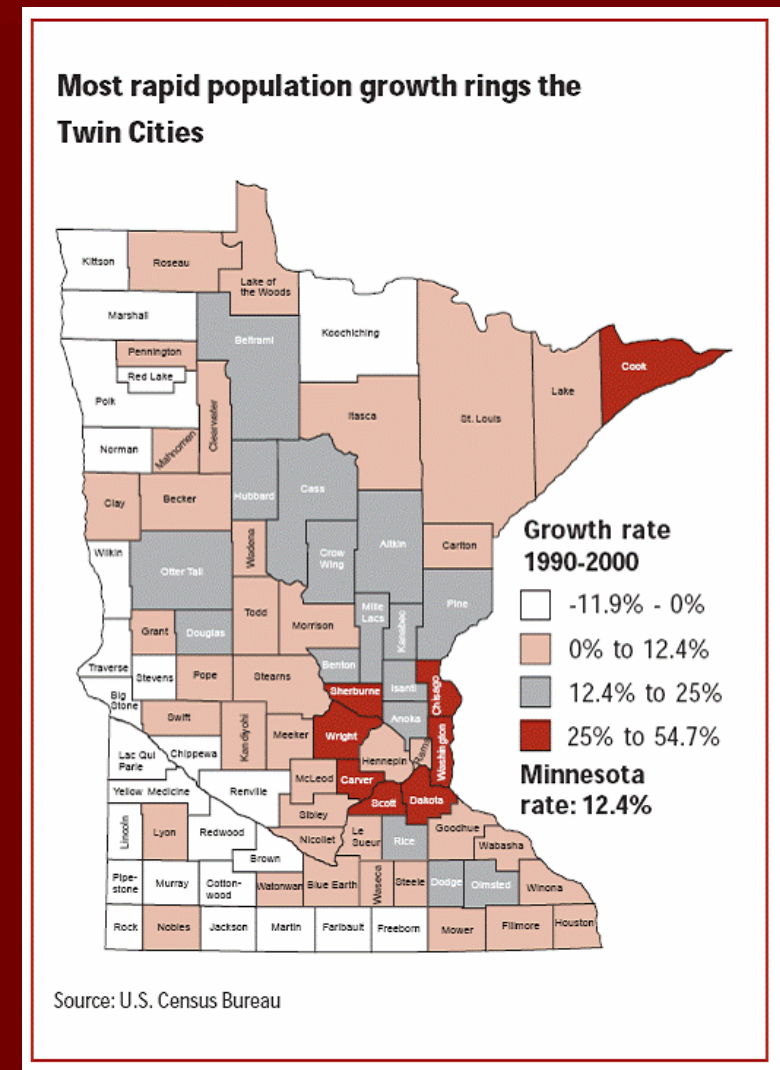 Most rapid population growth rings the
Twin Cities
Kittson
Roseau
Lake of
the Woods
Marshall
Koochiching
Beltrami
Pennington
Red Lake
Polk
Clearwater
Cook
Lake
St. Louis
Itasca
Norman
Mahnomen
Clay
Becker
Hubbard
Cass
Wilkin
Otter Tail
Wadena
Crow
Wing
Aitkin
Carlton
Growth rate
1990-2000
-11.9% - 0%
0% to 12.4%
12.4% to 25%
25% to 54.7%
Minnesota
rate: 12.4%
Grant
Douglas
Todd
Morrison
Mille
Lacs
Kanabec
Pine
Traverse
Stevens
Pope
Stearns
Benton
Sherburne
Isanti
Chisago
Big
Stone
Swift
Kandiyohi
Meeker
Wright
Anoka
Hennepin
Washington
Lac Qui
Parle
Chippewa
McLeod
Carver
Scott
Dakota
Yellow Medicine
Renville
Sibley
Lincoln
Lyon
Redwood
Nicollet
Le
Sueur
Rice
Goodhue
Wabasha
Brown
Pipe-
stone
Murray
Cotton-
wood
Watonwan
Blue Earth
Waseca
Steele
Dodge
Olmsted
Winona
Rock
Nobles
Jackson
Martin
Faribault
Freeborn
Mower
Fillmore
Houston
Source: U.S. Census Bureau